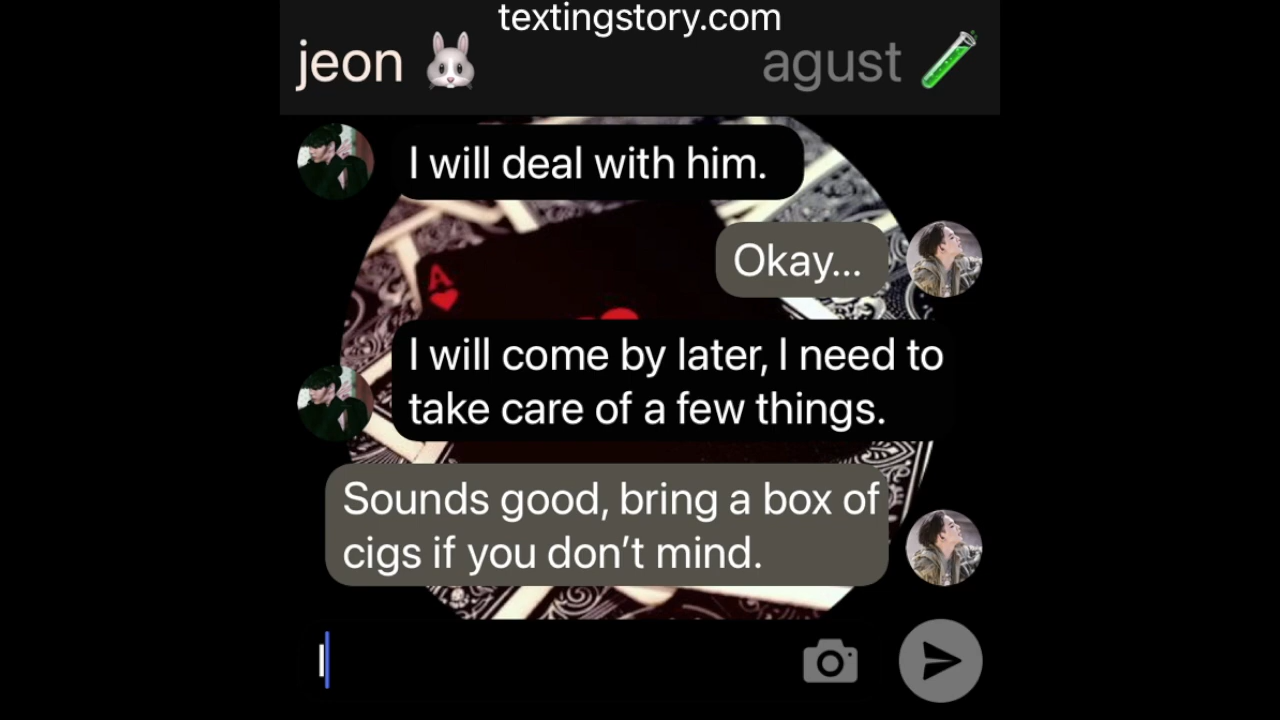 textingstory.com
jeon 🐰 agust 🧪
I will deal with him.
A
Okay...
I will come by later, I need to
take care of a few things.
Sounds good, bring a box of
cigs if you don’t mind.
I